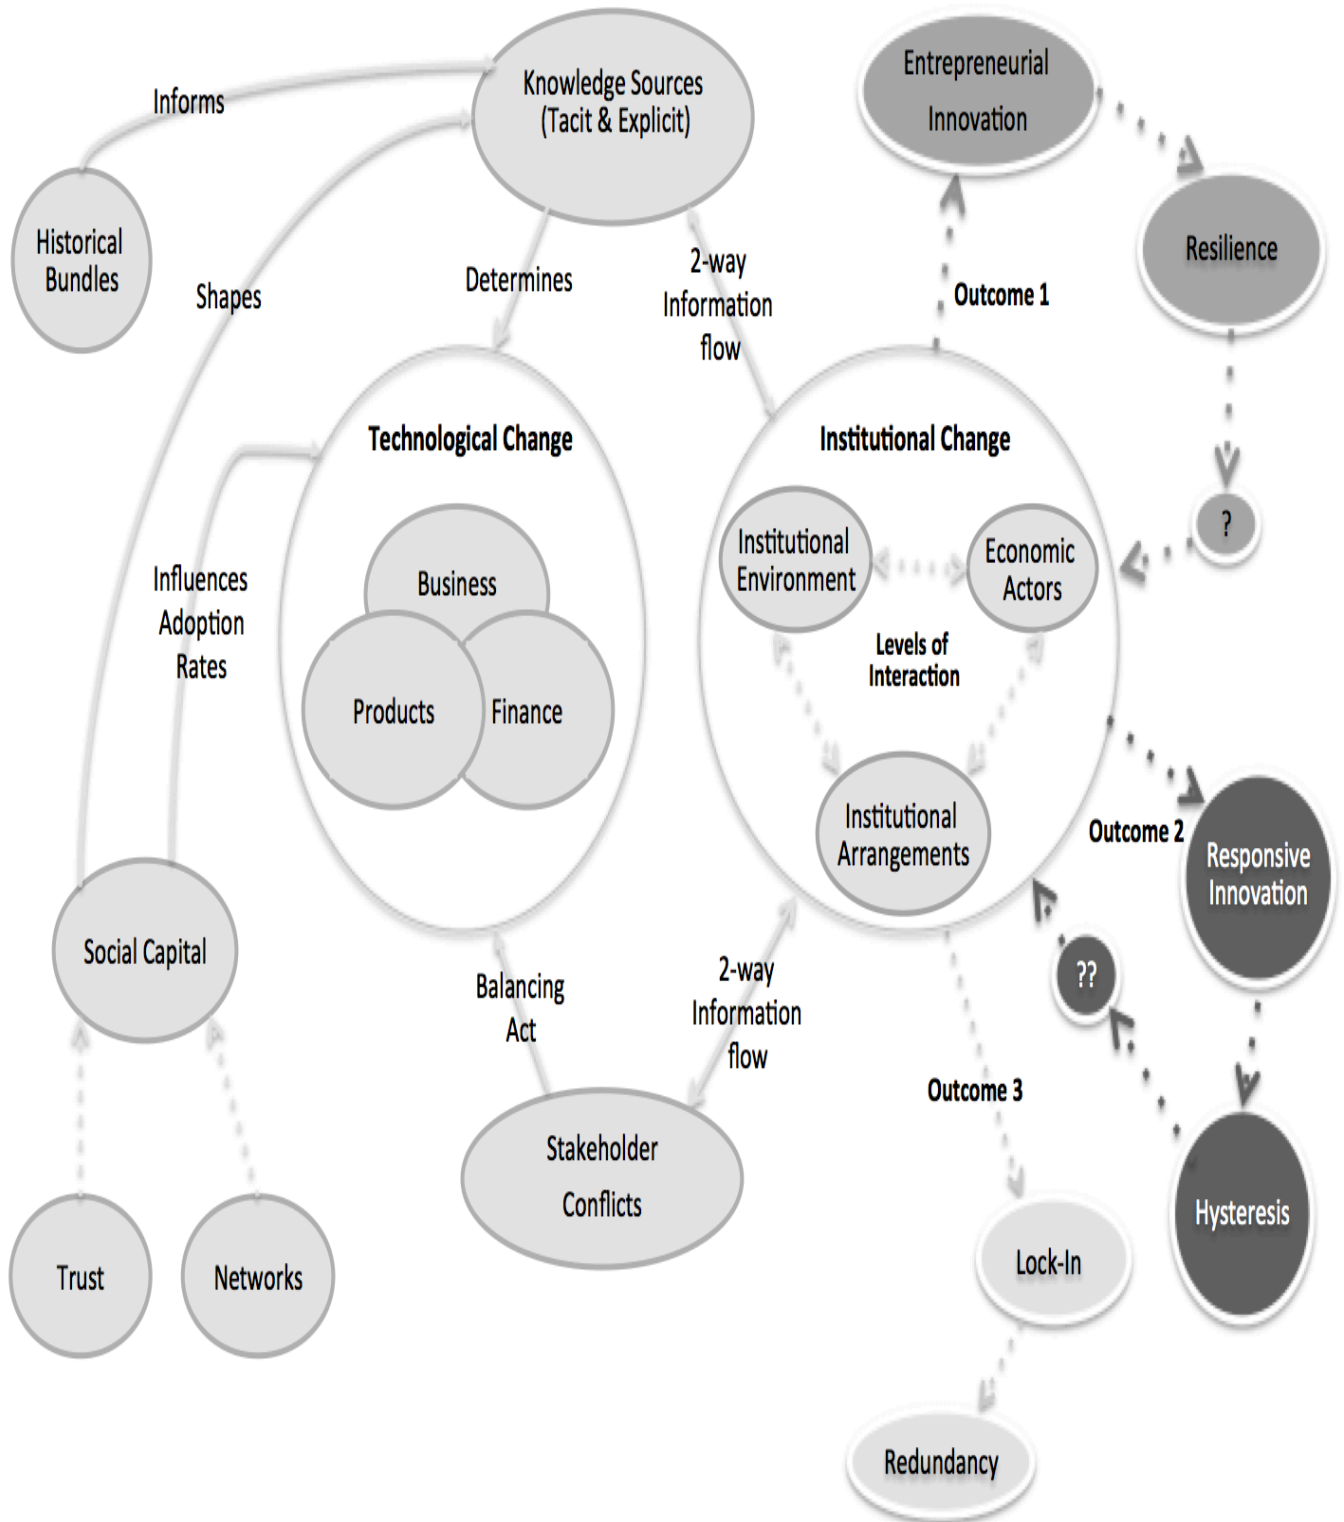 Knowledge Sources
(Tacit & Explicit)
Entrepreneurial
Innovation
Informs
Historical
Bundles
Resilience
Shapes
Determines
2-way
Information
flow
Outcome 1
Technological Change
Institutional Change
?
Institutional
Environment
Economic
Actors
Business
Influences
Adoption
Rates
Levels of
Interaction
Products
Finance
Institutional
Arrangements
Outcome 2
Responsive
Innovation
Social Capital
Balancing
Act
2-way
Information
flow
??
Outcome 3
Stakeholder
Conflicts
Hysteresis
Trust
Networks
Lock-In
Redundancy